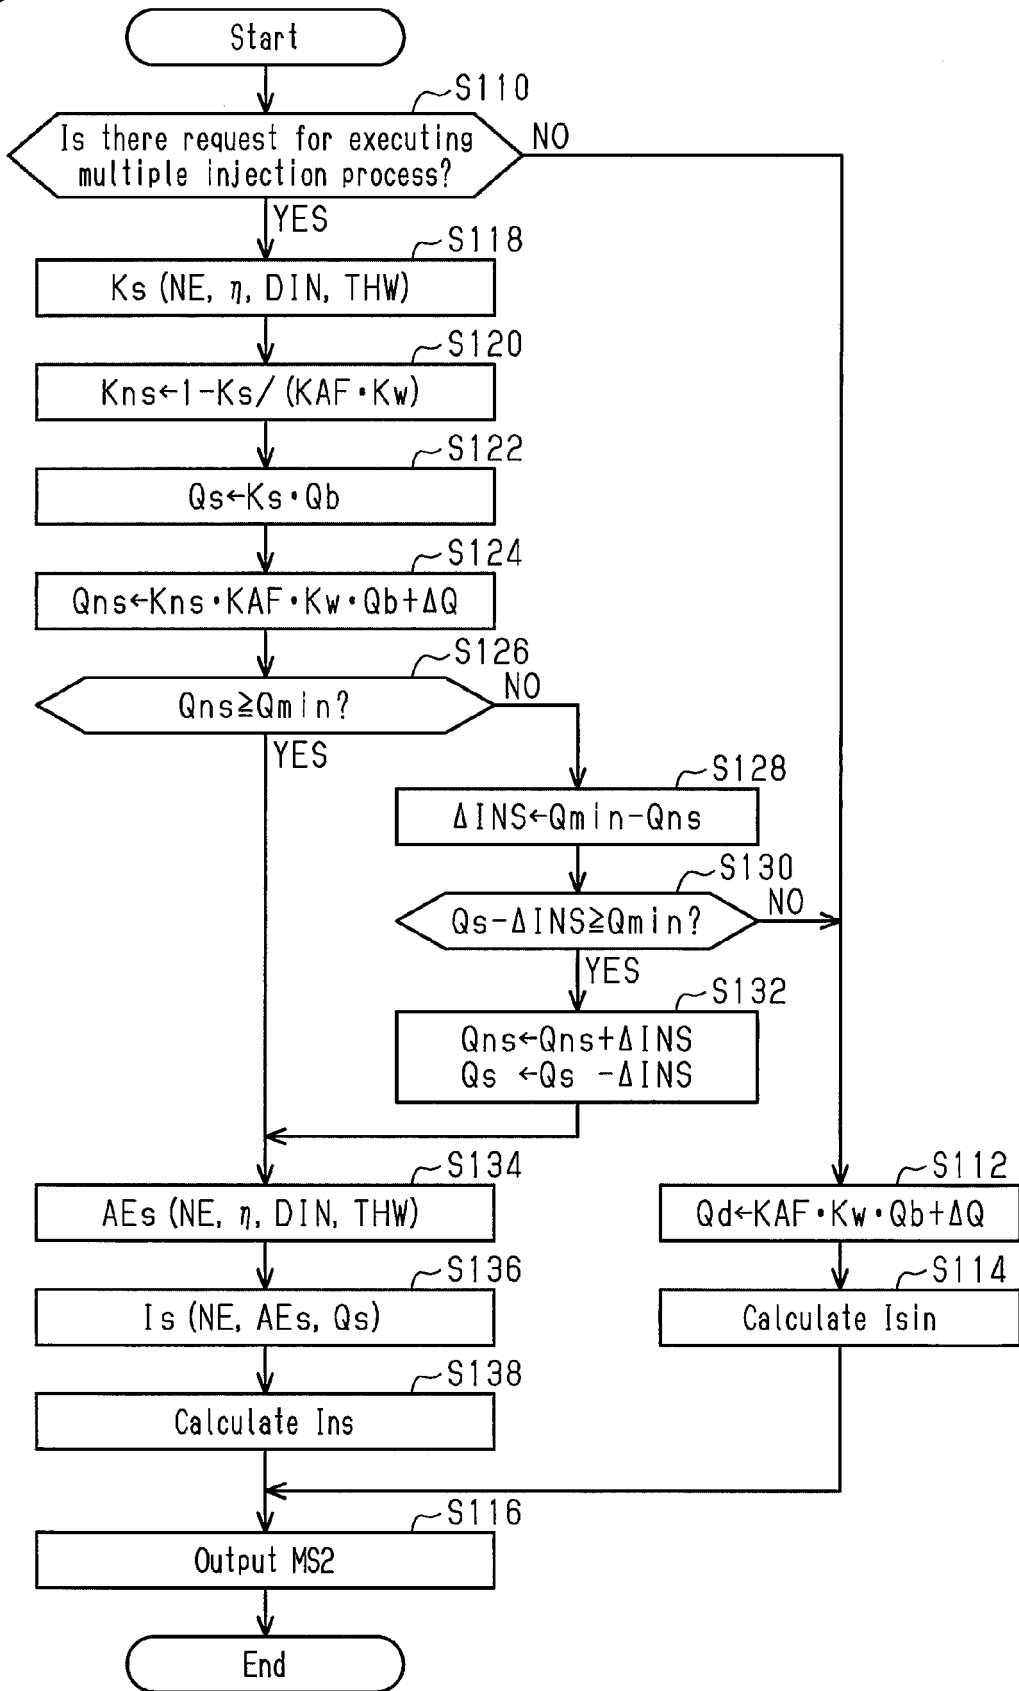 Start
S110
Is there request for executing
multiple injection process?
NO
YES
S118
Ks (NE, η, DIN, THW)
S120
Kns←1-Ks/(KAF・Kw)
S122
Qs←Ks・Qb
S124
Qns←Kns・KAF・Kw・Qb+ΔQ
S126
Qns≧Qmin?
NO
YES
S128
ΔINS←Qmin-Qns
S130
Qs-ΔINS≧Qmin?
NO
YES
S132
Qns←Qns+ΔINS
Qs ←Qs -ΔINS
S134
AEs (NE, η, DIN, THW)
S112
Qd←KAF・Kw・Qb+ΔQ
S136
Is (NE, AEs, Qs)
S114
Calculate Isin
S138
Calculate Ins
S116
Output MS2
End